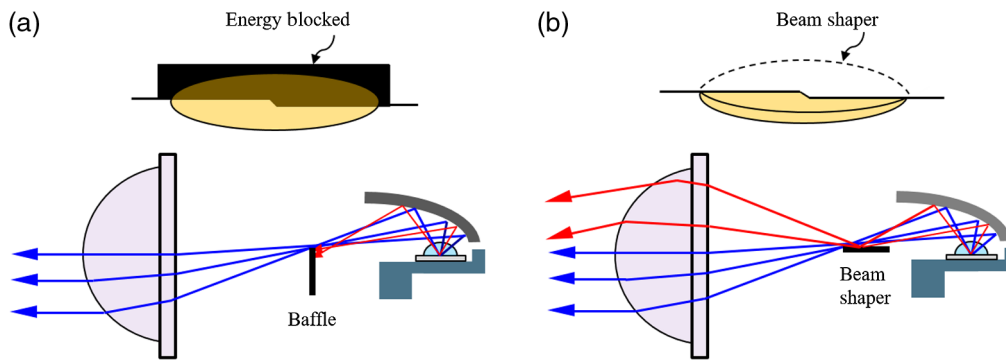 (a)
Energy blocked
Baffle
(b)
Beam shaper
Beam
shaper